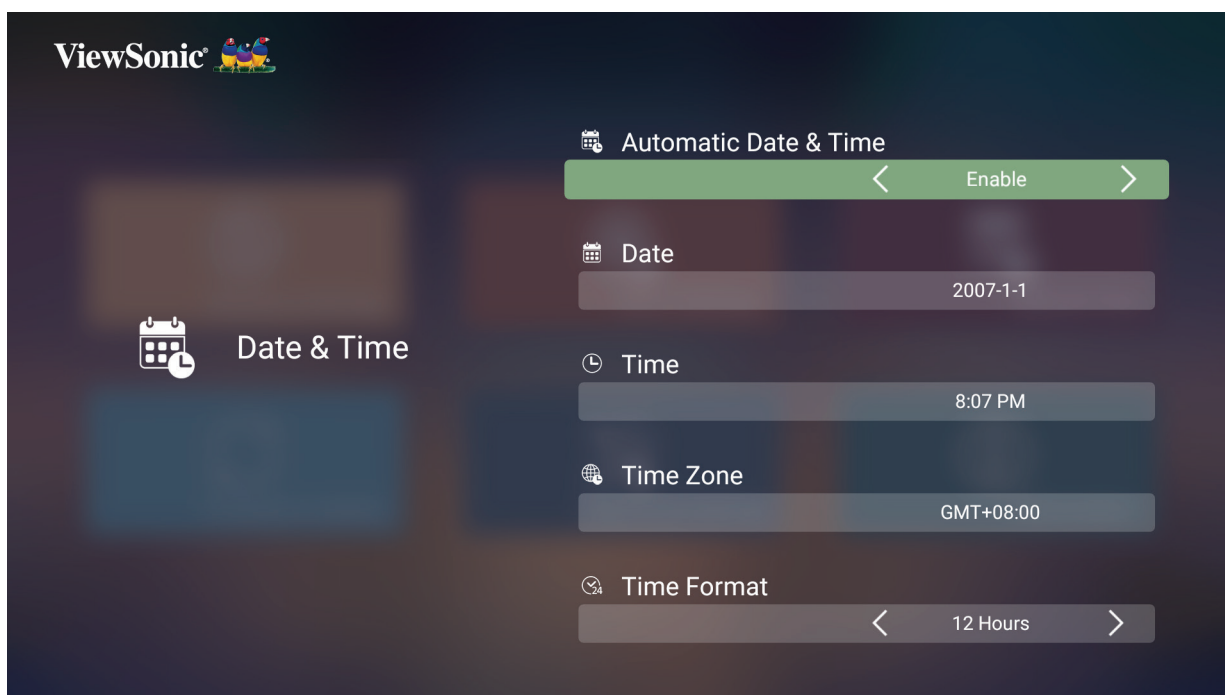 ViewSonic®
Automatic Date & Time
Enable
Date
2007-1-1
Date & Time
Time
8:07 PM
Time Zone
GMT+08:00
24
Time Format
12 Hours